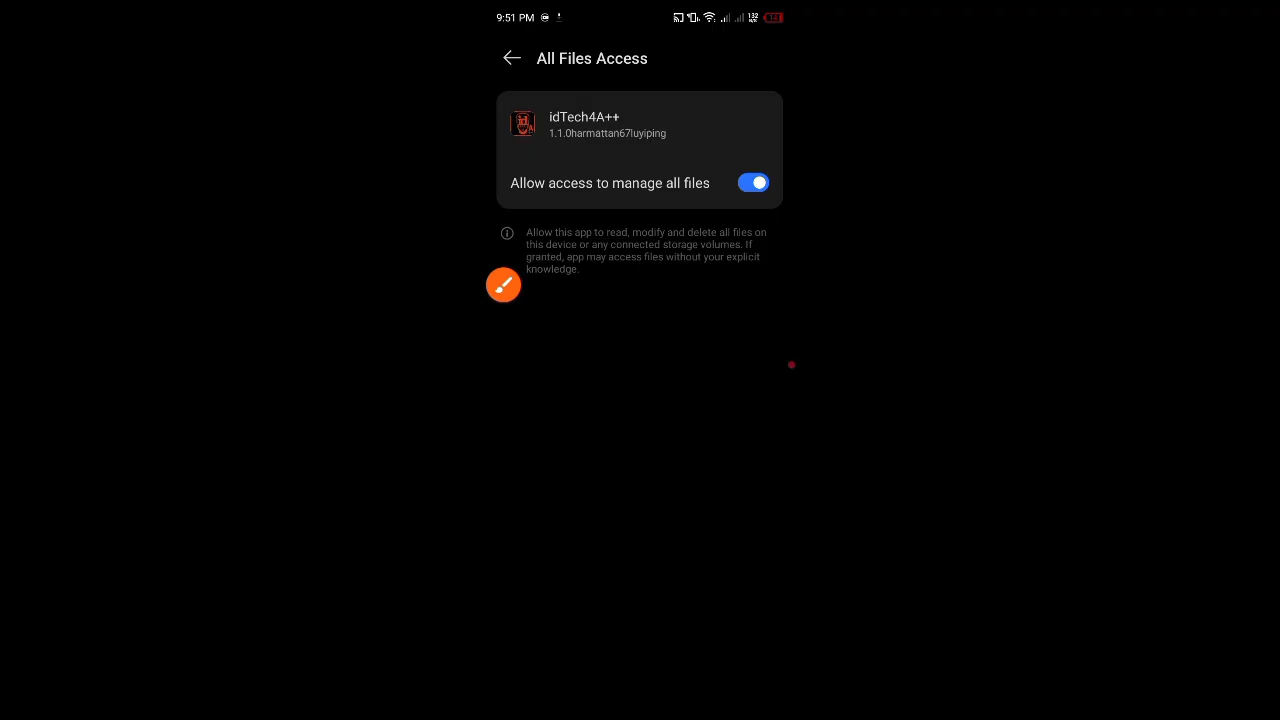 9:51 PM
132
14
All Files Access
idTech4A++
1.1.0harmattan67luyiping
Allow access to manage all files
Allow this app to read, modify and delete all files on
this device or any connected storage volumes. If
granted, app may access files without your explicit
knowledge.